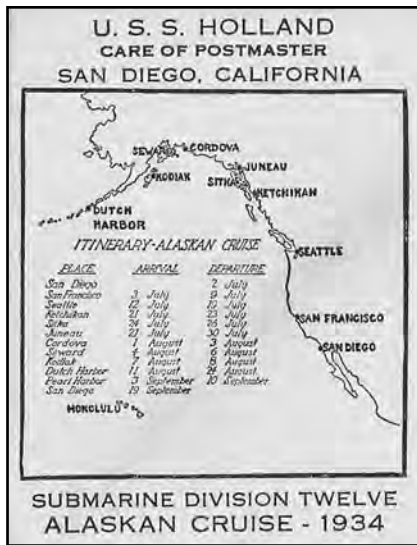 U. S. S. HOLLAND
CARE OF POSTMASTER
SAN DIEGO, CALIFORNIA
SEWARD
CORDOVA
KODIAK
JUNEAU
SITKA
KETCHIKAN
DUTCH HARBOR
SEATTLE
ITINERARY-ALASKAN CRUISE
PLACE ARRIVAL DEPARTURE
San Diego 2 July
San Francisco 3 July 9 July
Seattle 12 July 19 July
Ketchikan 21 July 23 July
Sitka 24 July 26 July
Juneau 27 July 30 July
Cordova 1 August 3 August
Seward 4 August 6 August
Kodiak 7 August 8 August
Dutch Harbor 11 August August
Pearl Harbor 3 September 10 September
San Diego 19 September
SAN FRANCISCO
SAN DIEGO
HONOLULU
SUBMARINE DIVISION TWELVE
ALASKAN CRUISE - 1934